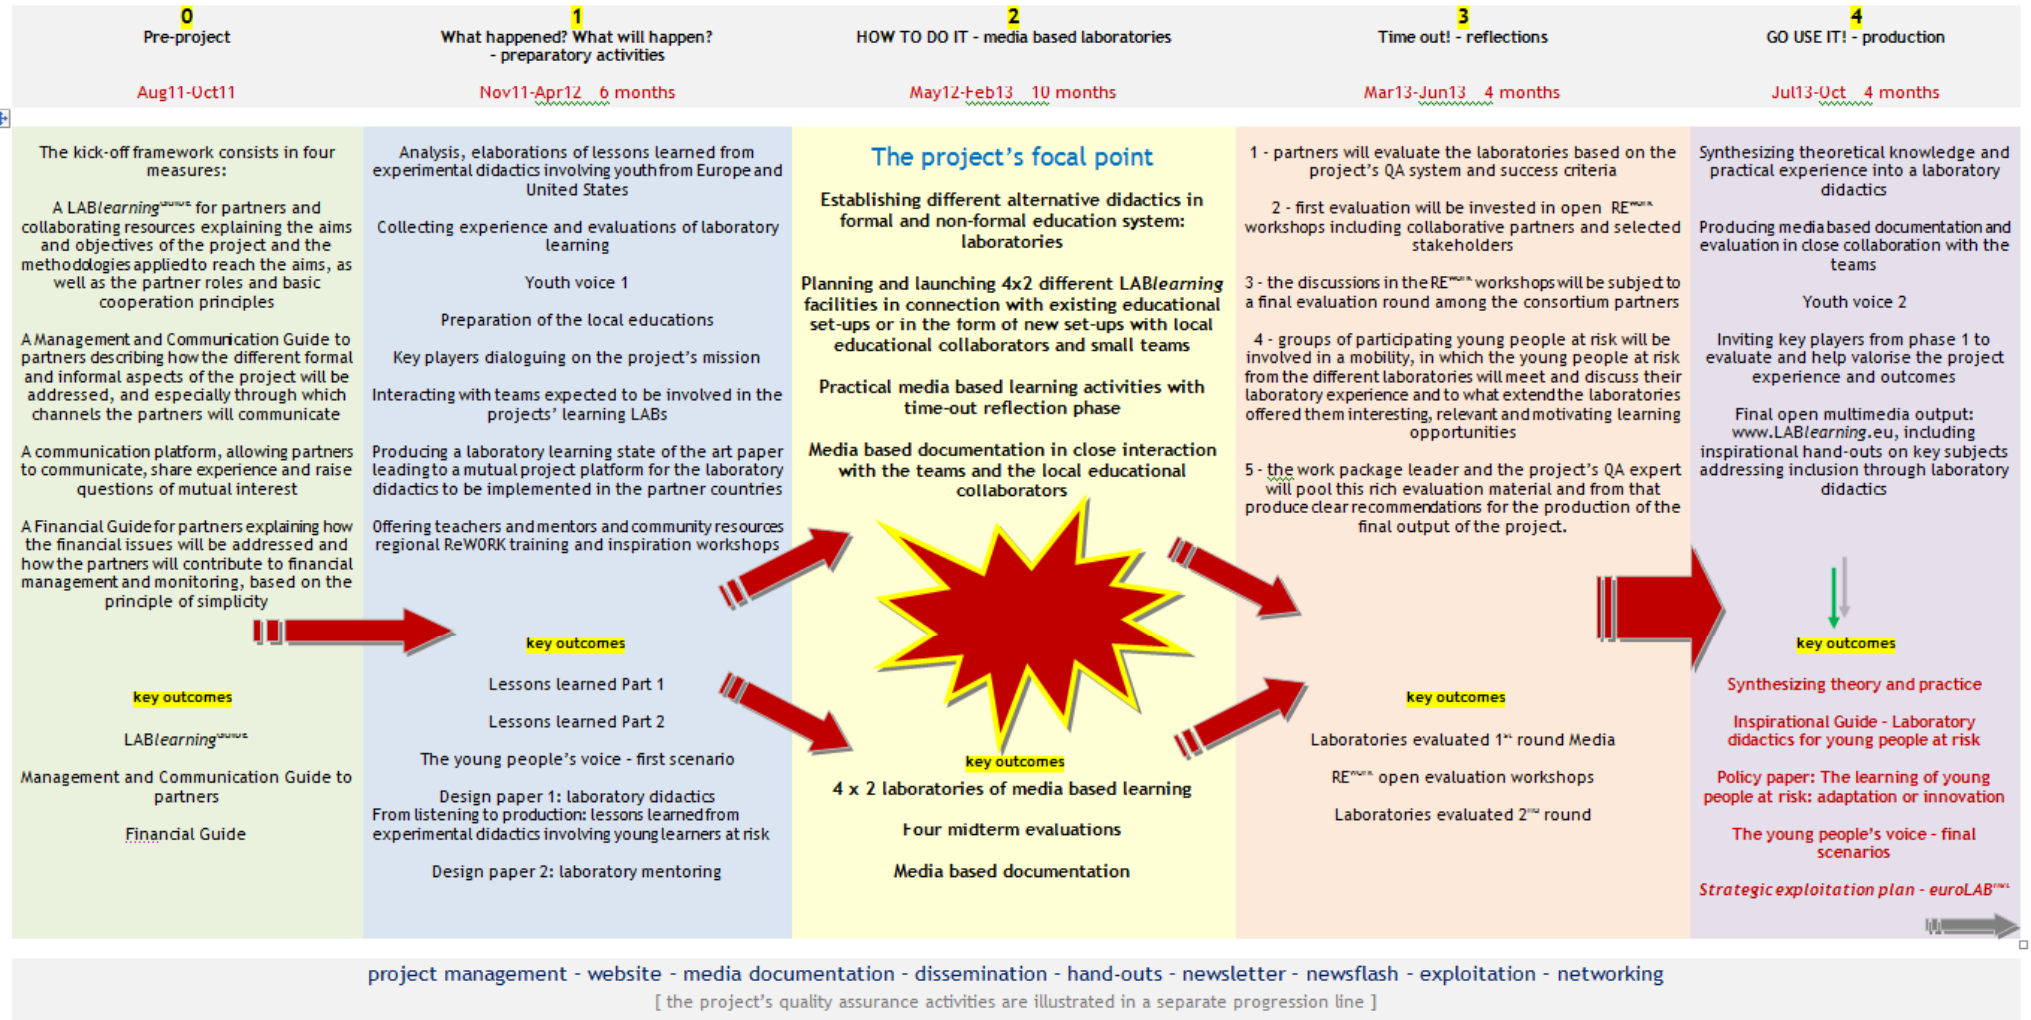 0
Pre-project
Aug11-Oct11
1
What happened? What will happen?
- preparatory activities
Nov11-Apr12 6 months
2
HOW TO DO IT - media based laboratories
May12-Feb13 10 months
3
Time out! - reflections
Mar13-Jun13 4 months
4
GO USE IT! - production
Jul13-Oct 4 months
The kick-off framework consists in four
measures:
A LABlearning for partners and
collaborating resources explaining the aims
and objectives of the project and the
methodologies applied to reach the aims, as
well as the partner roles and basic
cooperation principles
A Management and Communication Guide to
partners describing how the different formal
and informal aspects of the project will be
addressed, and especially through which
channels the partners will communicate
A communication platform, allowing partners
to communicate, share experience and raise
questions of mutual interest
A Financial Guide for partners explaining how
the financial issues will be addressed and
how the partners will contribute to financial
management and monitoring, based on the
principle of simplicity
key outcomes
LABlearning
Management and Communication Guide to
partners
Financial Guide
Analysis, elaborations of lessons learned from
experimental didactics involving youth from Europe and
United States
Collecting experience and evaluations of laboratory
learning
Youth voice 1
Preparation of the local educations
Key players dialoguing on the project's mission
Interacting with teams expected to be involved in the
projects' learning LABs
Producing a laboratory learning state of the art paper
leading to a mutual project platform for the laboratory
didactics to be implemented in the partner countries
Offering teachers and mentors and community resources
regional ReWORK training and inspiration workshops
key outcomes
Lessons learned Part 1
Lessons learned Part 2
The young people's voice - first scenario
Design paper 1: laboratory didactics
From listening to production: lessons learned from
experimental didactics involving young learners at risk
Design paper 2: laboratory mentoring
The project's focal point
Establishing different alternative didactics in
formal and non-formal education system:
laboratories
Planning and launching 4x2 different LABlearning
facilities in connection with existing educational
set-ups or in the form of new set-ups with local
educational collaborators and small teams
Practical media based learning activities with
time-out reflection phase
Media based documentation in close interaction
with the teams and the local educational
collaborators
key outcomes
4 x 2 laboratories of media based learning
Four midterm evaluations
Media based documentation
1 - partners will evaluate the laboratories based on the
project's QA system and success criteria
2 - first evaluation will be invested in open RE
workshops including collaborative partners and selected
stakeholders
3 - the discussions in the RE workshops will be subject to
a final evaluation round among the consortium partners
4 - groups of participating young people at risk will be
involved in a mobility, in which the young people at risk
from the different laboratories will meet and discuss their
laboratory experience and to what extend the laboratories
offered them interesting, relevant and motivating learning
opportunities
5 - the work package leader and the project's QA expert
will pool this rich evaluation material and from that
produce clear recommendations for the production of the
final output of the project.
key outcomes
Laboratories evaluated 1st round Media
RE open evaluation workshops
Laboratories evaluated 2nd round
Synthesizing theoretical knowledge and
practical experience into a laboratory
didactics
Producing media based documentation and
evaluation in close collaboration with the
teams
Youth voice 2
Inviting key players from phase 1 to
evaluate and help valorise the project
experience and outcomes
Final open multimedia output:
www.LABlearning.eu, including
inspirational hand-outs on key subjects
addressing inclusion through laboratory
didactics
key outcomes
Synthesizing theory and practice
Inspirational Guide - Laboratory
didactics for young people at risk
Policy paper: The learning of young
people at risk: adaptation or innovation
The young people's voice - final
scenarios
Strategic exploitation plan - euroLAB
project management - website - media documentation - dissemination - hand-outs - newsletter - newsflash - exploitation - networking
[ the project's quality assurance activities are illustrated in a separate progression line ]